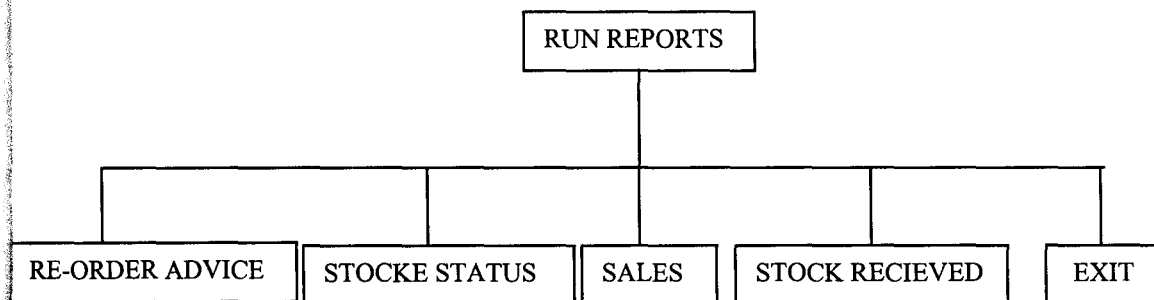 RUN REPORTS
RE-ORDER ADVICE
STOCKE STATUS
SALES
STOCK RECIEVED
EXIT